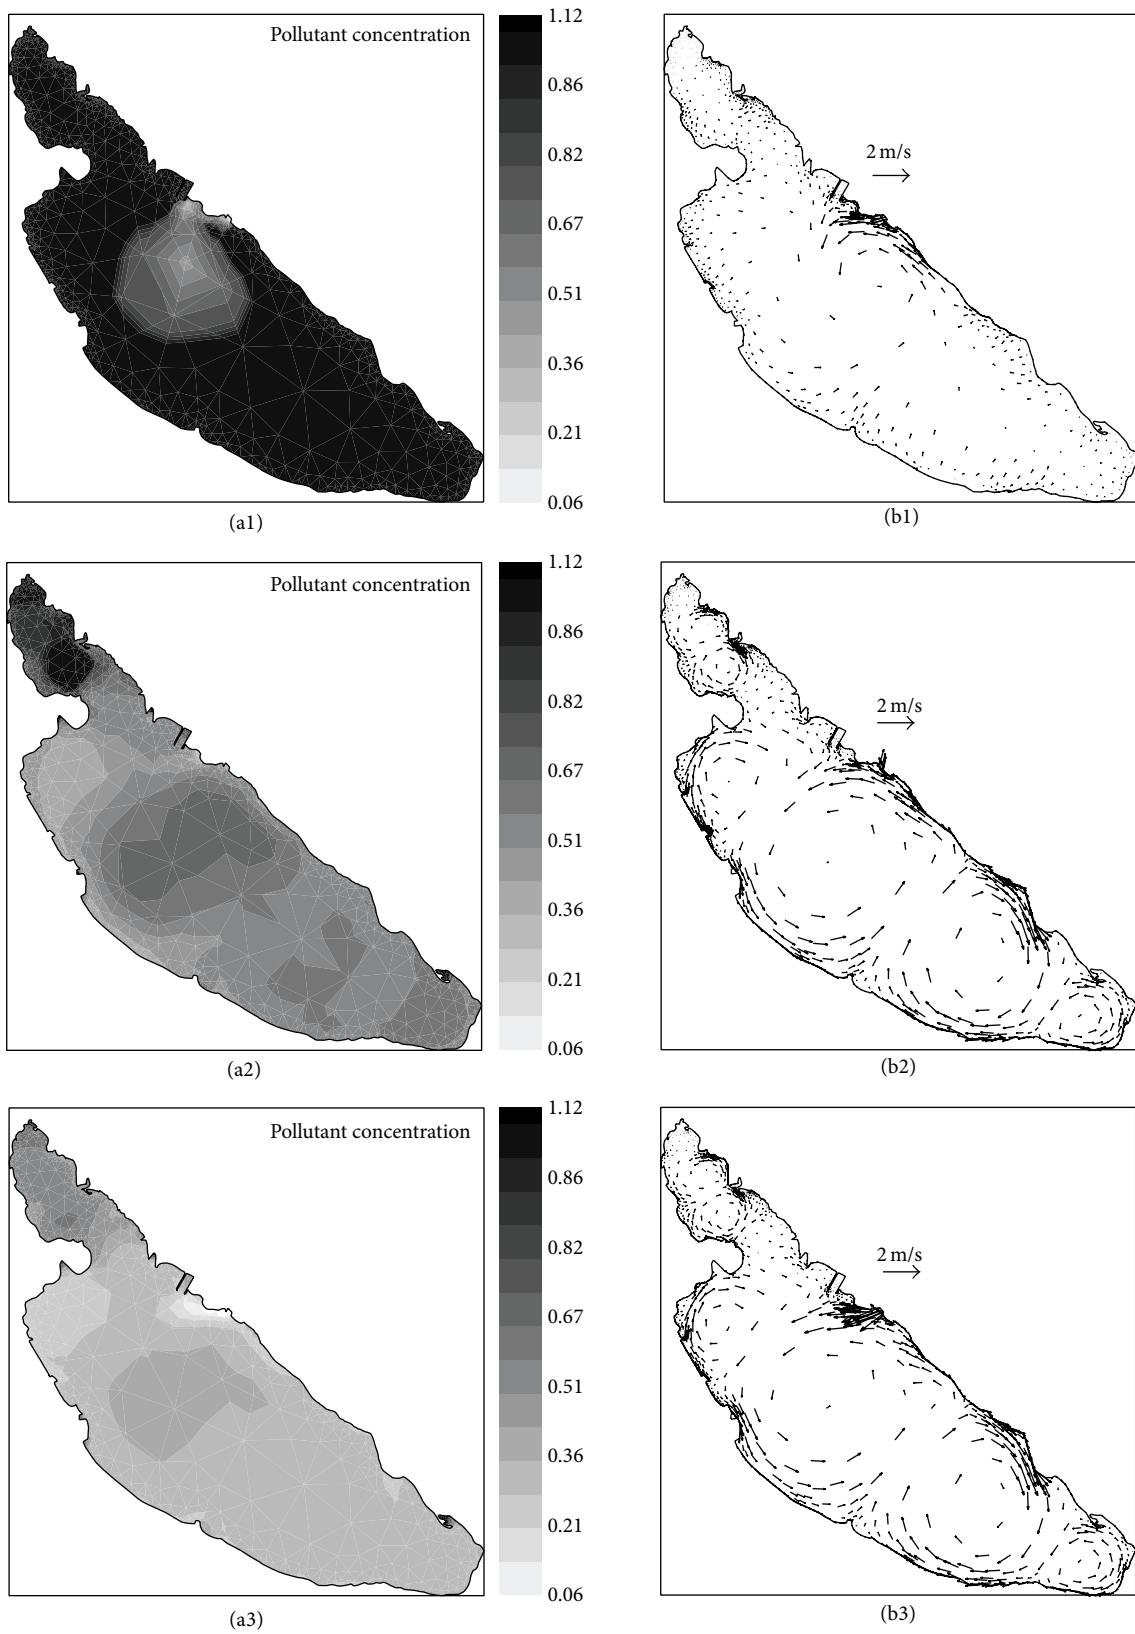 Pollutant concentration
1.12
0.86
0.82
0.67
0.51
0.36
0.21
0.06
(a1)
2 m/s
(b1)
Pollutant concentration
1.12
0.86
0.82
0.67
0.51
0.36
0.21
0.06
(a2)
2 m/s
(b2)
Pollutant concentration
1.12
0.86
0.82
0.67
0.51
0.36
0.21
0.06
(a3)
2 m/s
(b3)